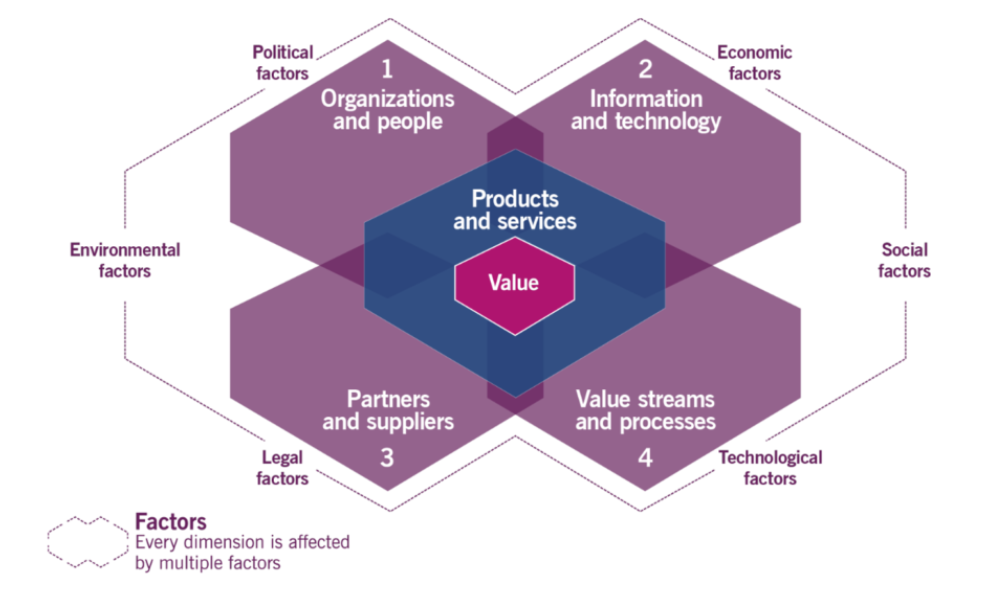 Political
factors
Economic
factors
1
Organizations
and people
2
Information
and technology
Products
and services
Environmental
factors
Value
Social
factors
Partners
and suppliers
3
Value streams
and processes
4
Legal
factors
Technological
factors
Factors
Every dimension is affected
by multiple factors